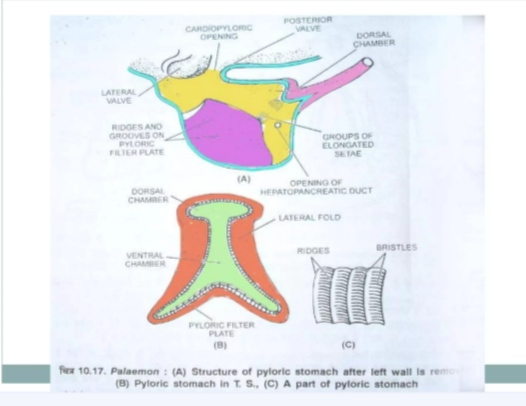 CARDIOPYLORIC
OPENING
POSTERIOR
VALVE
DORSAL
CHAMBER
LATERAL
VALVE
RIDGES AND
GROOVES ON
PYLORIC
FILTER PLATE
GROUPS OF
ELONGATED
SETAE
OPENING OF
HEPATOPANCREATIC DUCT
(A)
DORSAL
CHAMBER
LATERAL FOLD
VENTRAL
CHAMBER
PYLORIC FILTER
PLATE
(B)
RIDGES
BRISTLES
(C)
चित्र 10.17. Palaemon : (A) Structure of pyloric stomach after left wall is
(B) Pyloric stomach in T. S., (C) A part of pyloric stomach